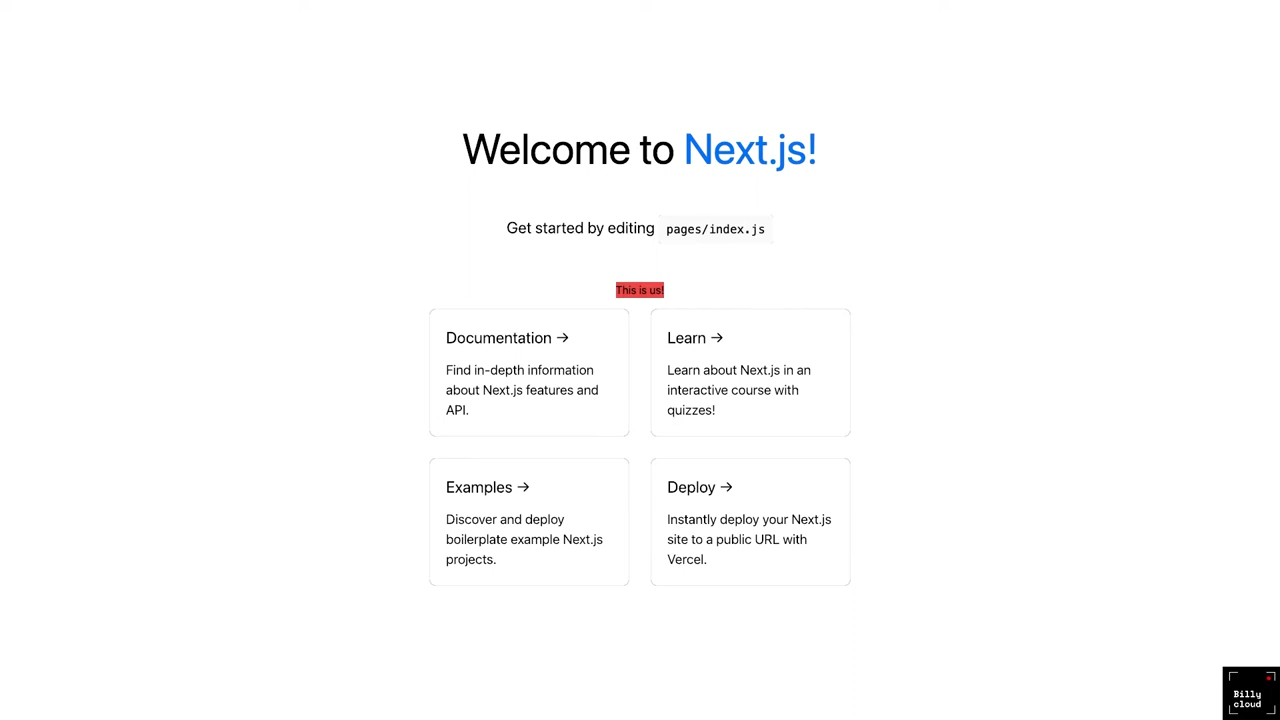 Welcome to Next.js!
Get started by editing pages/index.js
This is us!
Documentation →
Find in-depth information
about Next.js features and
API.
Learn →
Learn about Next.js in an
interactive course with
quizzes!
Examples →
Discover and deploy
boilerplate example Next.js
projects.
Deploy →
Instantly deploy your Next.js
site to a public URL with
Vercel.
Billy
cloud